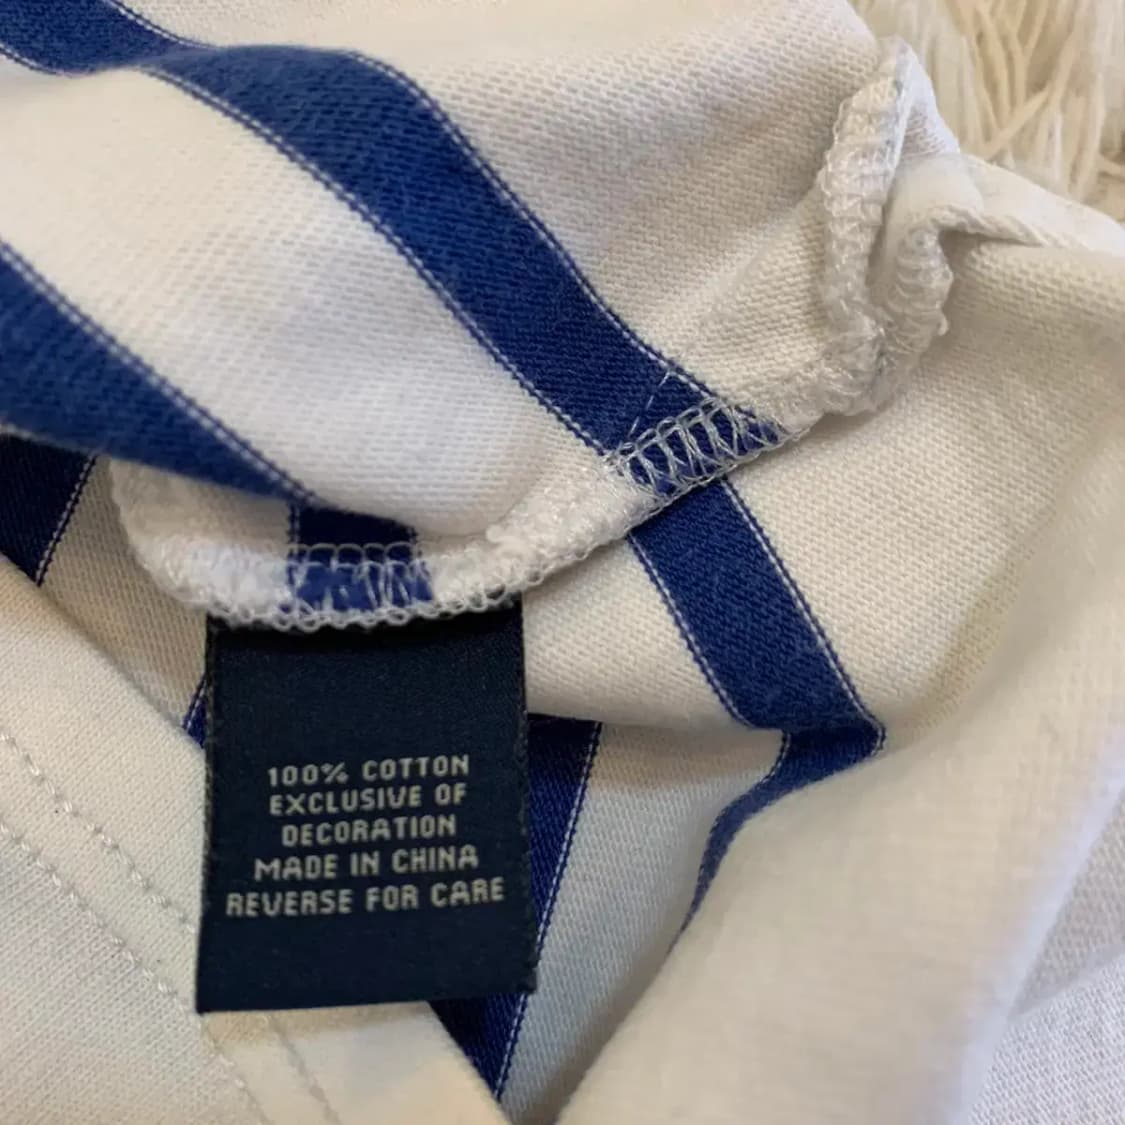 100% COTTON
EXCLUSIVE OF
DECORATION
MADE IN CHINA
REVERSE FOR CARE